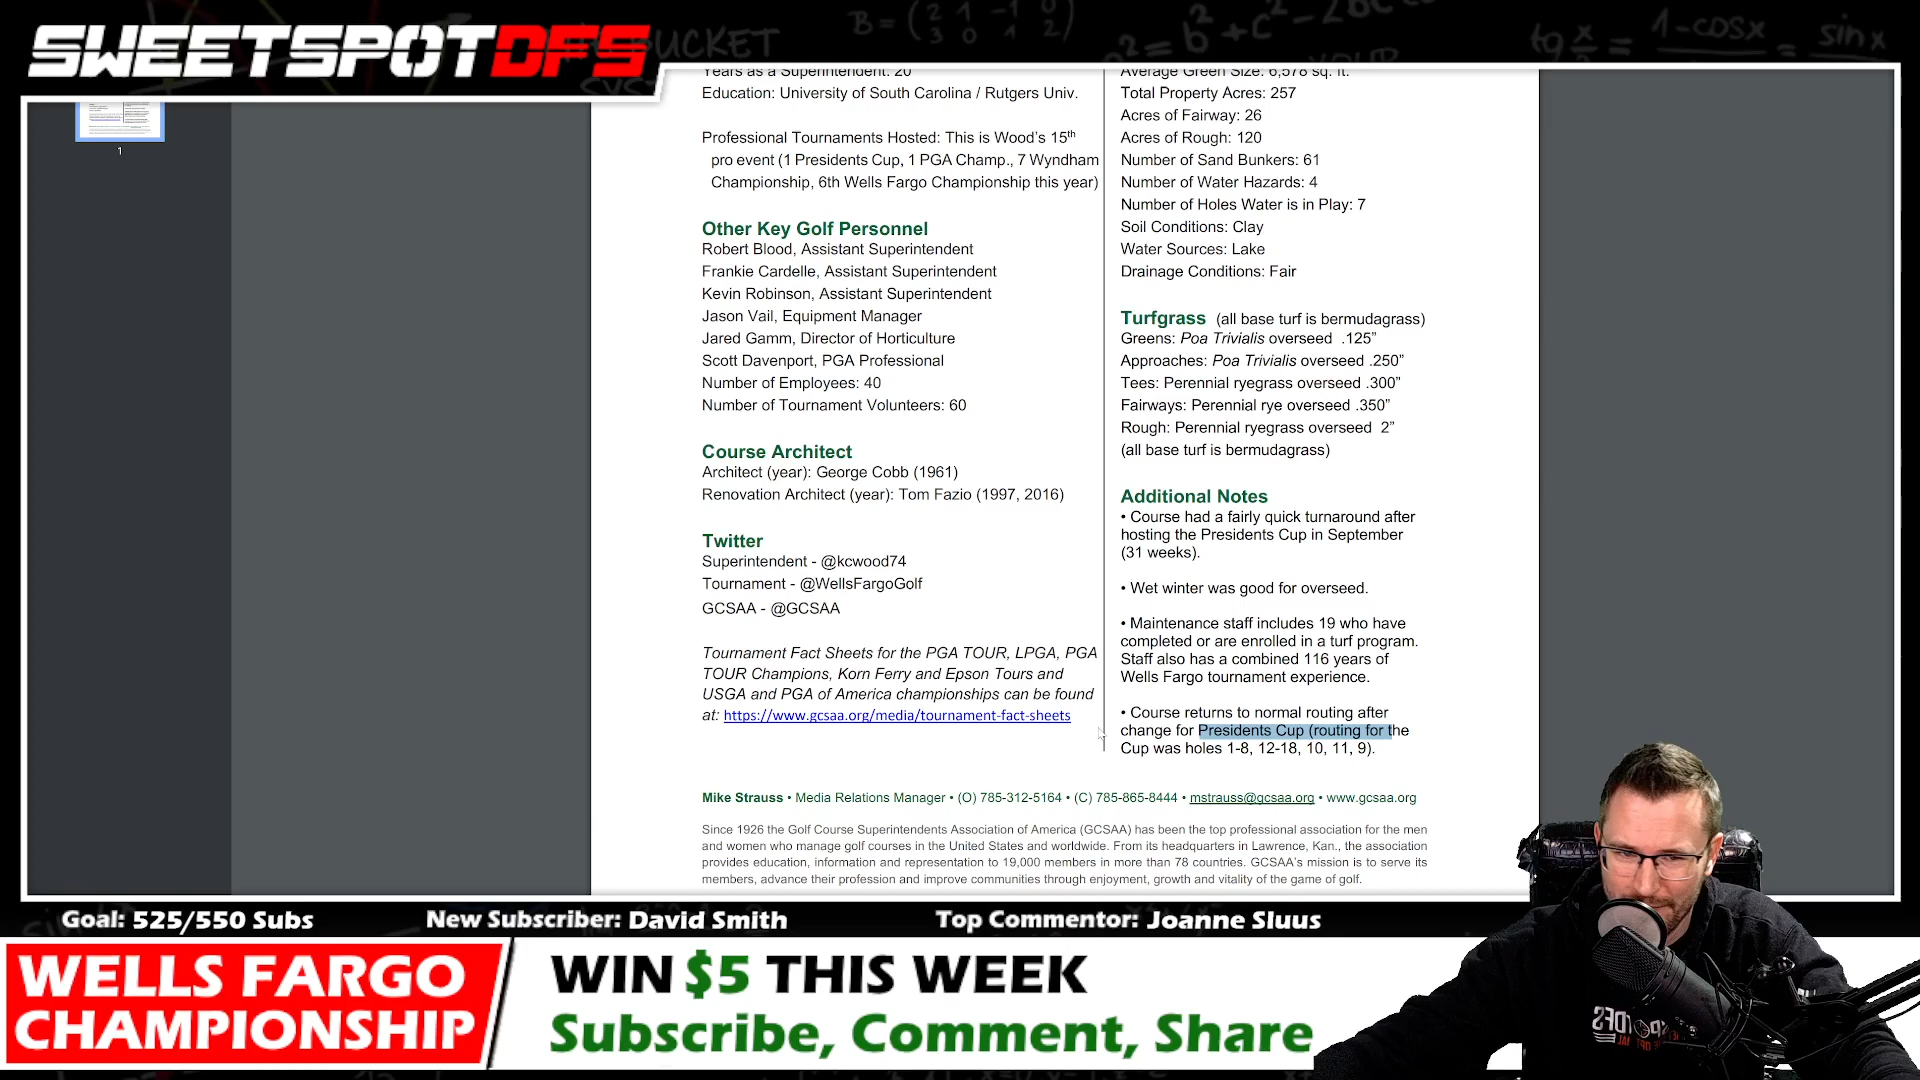 SWEETSPOTDFS
BUCKET
Years as a Superintendent: 20
Education: University of South Carolina / Rutgers Univ.
Professional Tournaments Hosted: This is Wood's 15th
pro event (1 Presidents Cup, 1 PGA Champ., 7 Wyndham
Championship, 6th Wells Fargo Championship this year)
Other Key Golf Personnel
Robert Blood, Assistant Superintendent
Frankie Cardelle, Assistant Superintendent
Kevin Robinson, Assistant Superintendent
Jason Vail, Equipment Manager
Jared Gamm, Director of Horticulture
Scott Davenport, PGA Professional
Number of Employees: 40
Number of Tournament Volunteers: 60
Course Architect
Architect (year): George Cobb (1961)
Renovation Architect (year): Tom Fazio (1997, 2016)
Twitter
Superintendent - @kcwood74
Tournament - @WellsFargoGolf
GCSAA - @GCSAA
Tournament Fact Sheets for the PGA TOUR, LPGA, PGA
TOUR Champions, Korn Ferry and Epson Tours and
USGA and PGA of America championships can be found
at: https://www.gcsaa.org/media/tournament-fact-sheets
Average Green Size: 6,578 sq. ft.
Total Property Acres: 257
Acres of Fairway: 26
Acres of Rough: 120
Number of Sand Bunkers: 61
Number of Water Hazards: 4
Number of Holes Water is in Play: 7
Soil Conditions: Clay
Water Sources: Lake
Drainage Conditions: Fair
Turfgrass (all base turf is bermudagrass)
Greens: Poa Trivialis overseed .125”
Approaches: Poa Trivialis overseed .250”
Tees: Perennial ryegrass overseed .300”
Fairways: Perennial rye overseed .350”
Rough: Perennial ryegrass overseed 2”
(all base turf is bermudagrass)
Additional Notes
• Course had a fairly quick turnaround after
hosting the Presidents Cup in September
(31 weeks).
• Wet winter was good for overseed.
• Maintenance staff includes 19 who have
completed or are enrolled in a turf program.
Staff also has a combined 116 years of
Wells Fargo tournament experience.
• Course returns to normal routing after
change for Presidents Cup (routing for the
Cup was holes 1-8, 12-18, 10, 11, 9).
Mike Strauss • Media Relations Manager • (O) 785-312-5164 • (C) 785-865-8444 • mstrauss@gcsaa.org • www.gcsaa.org
Since 1926 the Golf Course Superintendents Association of America (GCSAA) has been the top professional association for the men
and women who manage golf courses in the United States and worldwide. From its headquarters in Lawrence, Kan., the association
provides education, information and representation to 19,000 members in more than 78 countries. GCSAA's mission is to serve its
members, advance their profession and improve communities through enjoyment, growth and vitality of the game of golf.
1
Goal: 525/550 Subs New Subscriber: David Smith Top Commentor: Joanne Sluus
WELLS FARGO
CHAMPIONSHIP
WIN $5 THIS WEEK
Subscribe, Comment, Share